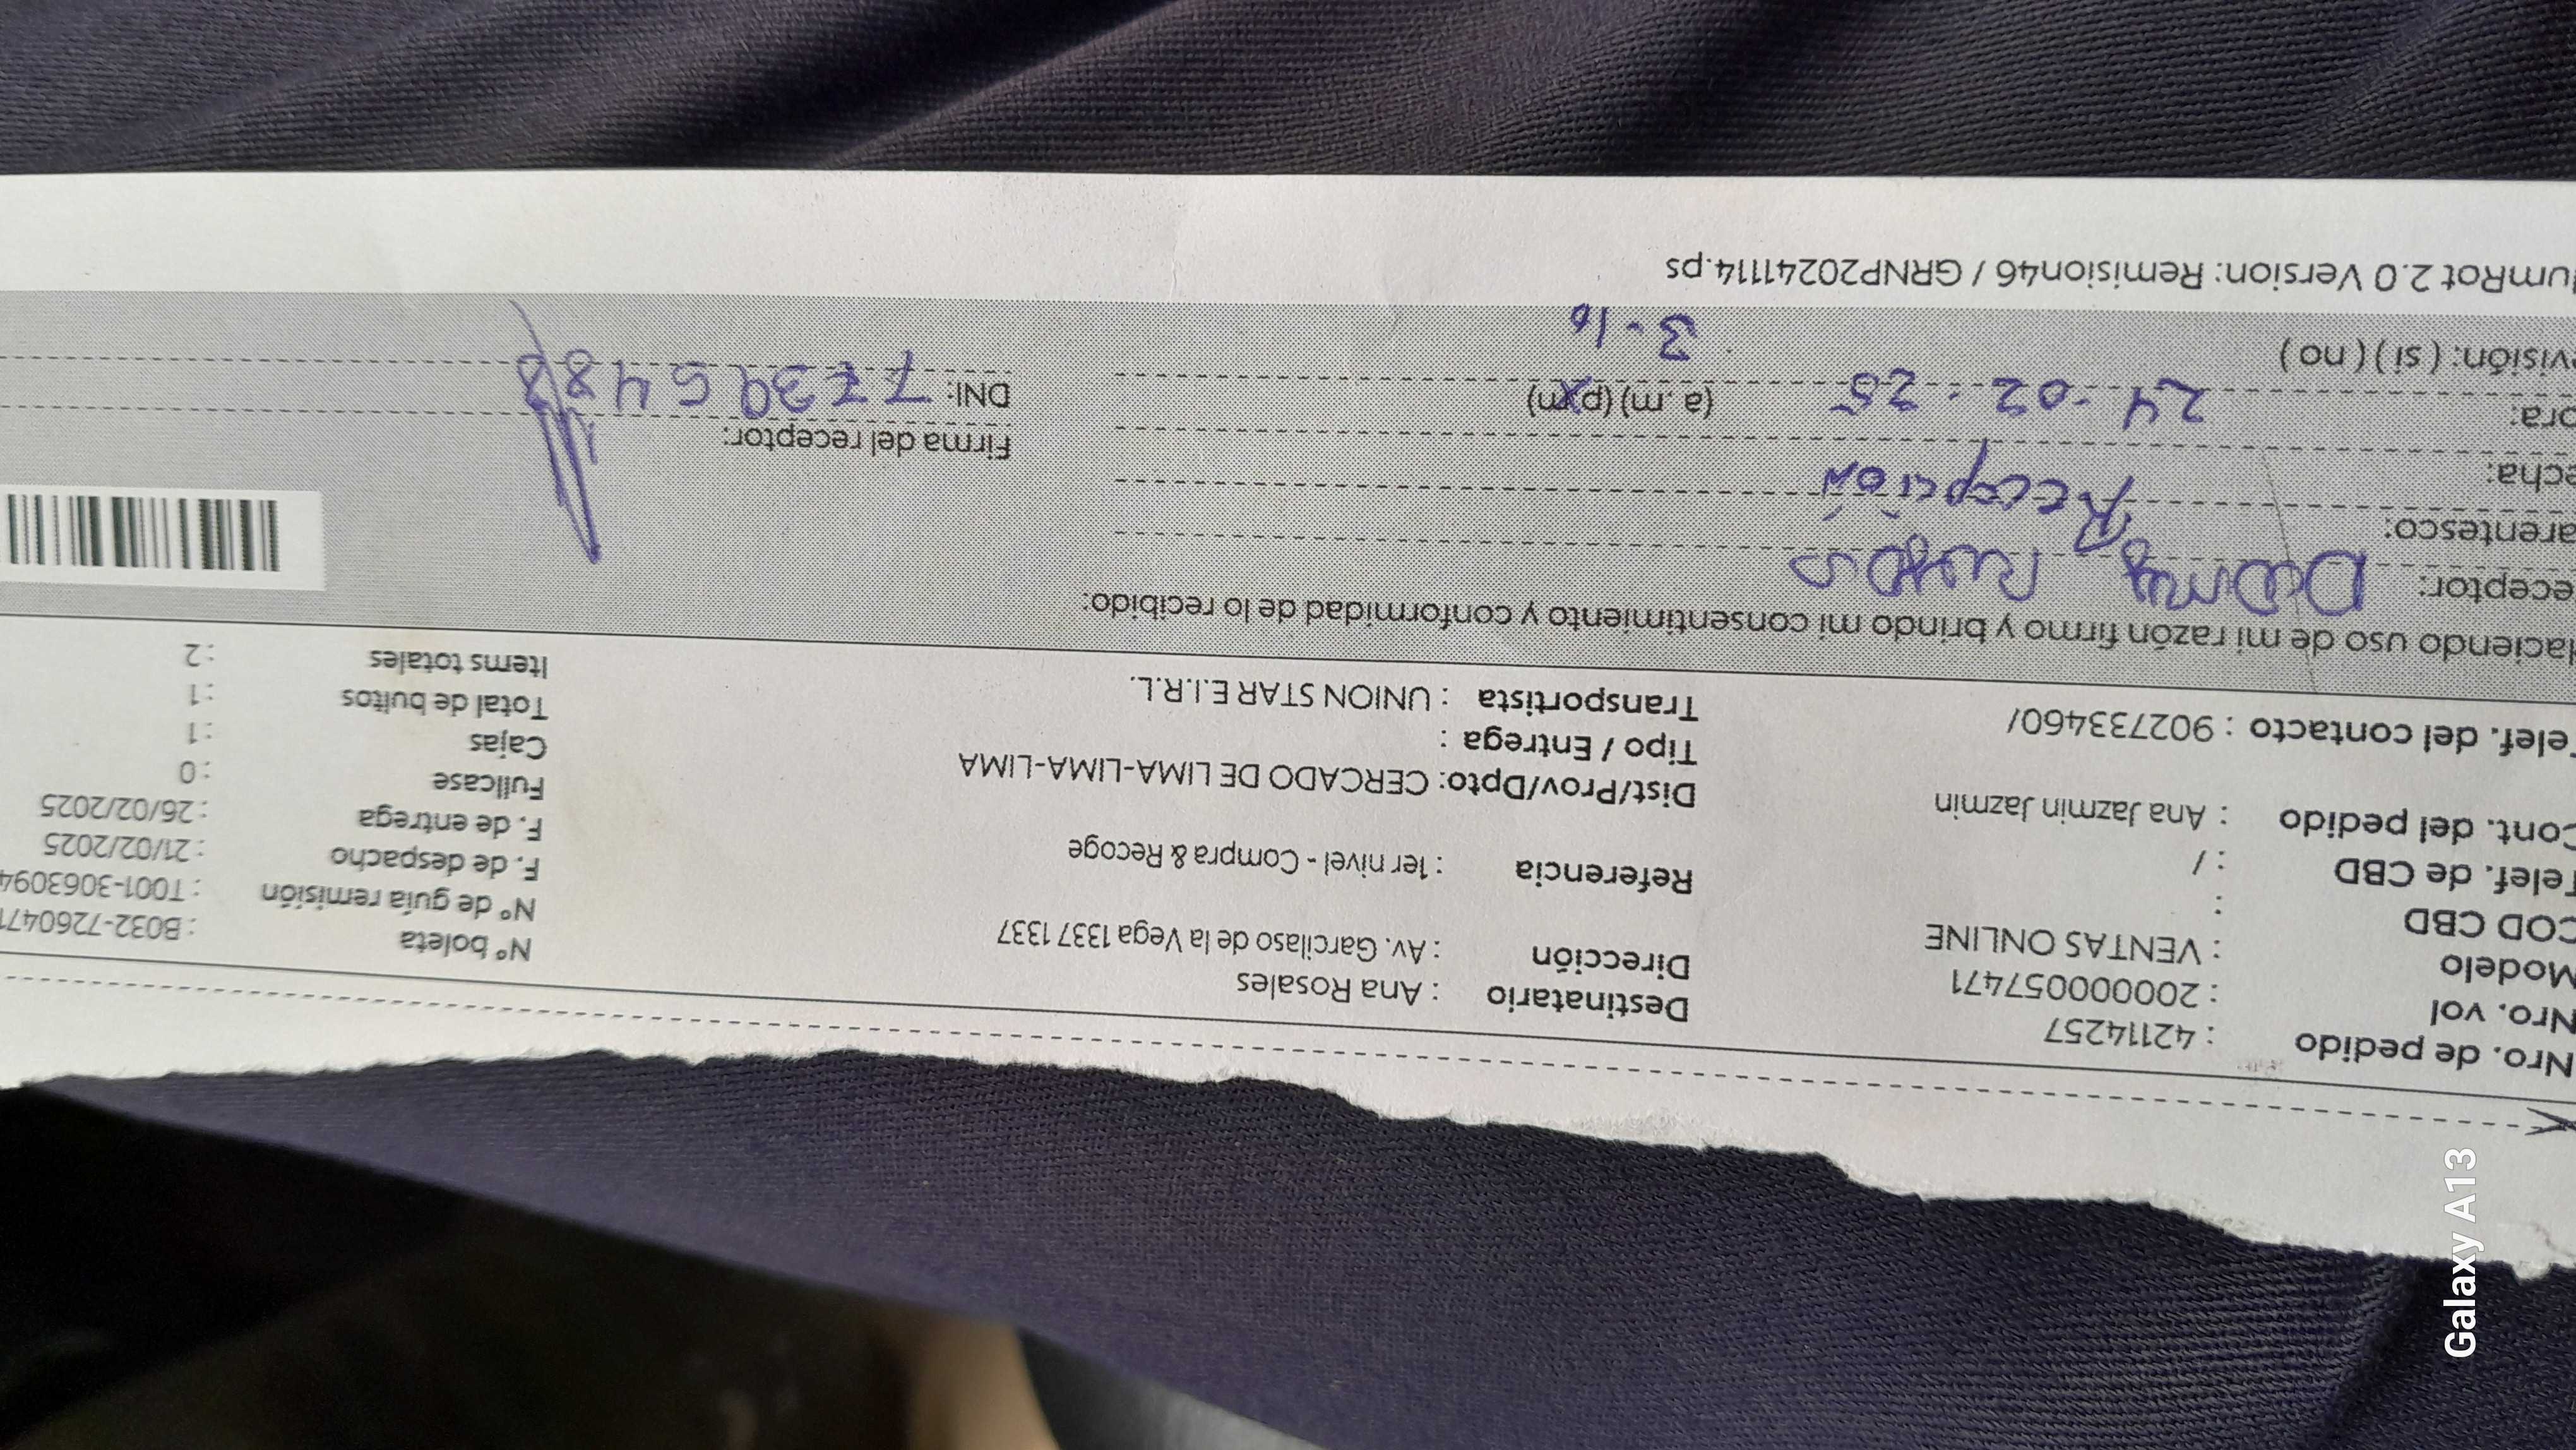 Nro. de pedido : 42114257
Nro. vol : 20000057471
Modelo : VENTAS ONLINE
COD CBD :
Telef. de CBD : /
Cont. del pedido : Ana Jazmin Jazmin
Telef. del contacto : 902733460/
Destinatario : Ana Rosales
Dirección : Av. Garcilaso de la Vega 1337 1337
Referencia : 1er nivel - Compra & Recoge
Dist/Prov/Dpto: CERCADO DE LIMA-LIMA-LIMA
Tipo / Entrega :
Transportista : UNION STAR E.I.R.L.
N° boleta : B032-7260471
N° de guía remisión : T001-3063094
F. de despacho : 21/02/2025
F. de entrega : 26/02/2025
Fullcase : 0
Cajas : 1
Total de bultos : 1
Items totales : 2
Haciendo uso de mi razón firmo y brindo mi consentimiento y conformidad de lo recibido:
eceptor:
arentesco: Recepción
echa: 24-02-25
ora: (a.m) (p.m) 3-10
visión: ( si ) ( no )
Firma del receptor:
DNI:
umRot 2.0 Version: Remision46 / GRNP20241114.ps
Galaxy A13